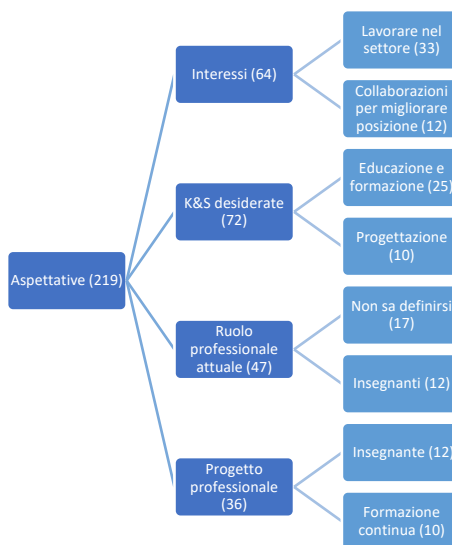 Aspettative (219)
Interessi (64)
Lavorare nel
settore (33)
Collaborazioni
per migliorare
posizione (12)
K&S desiderate
(72)
Educazione e
formazione (25)
Progettazione
(10)
Ruolo
professionale
attuale (47)
Non sa definirsi
(17)
Insegnanti (12)
Progetto
professionale
(36)
Insegnante (12)
Formazione
continua (10)